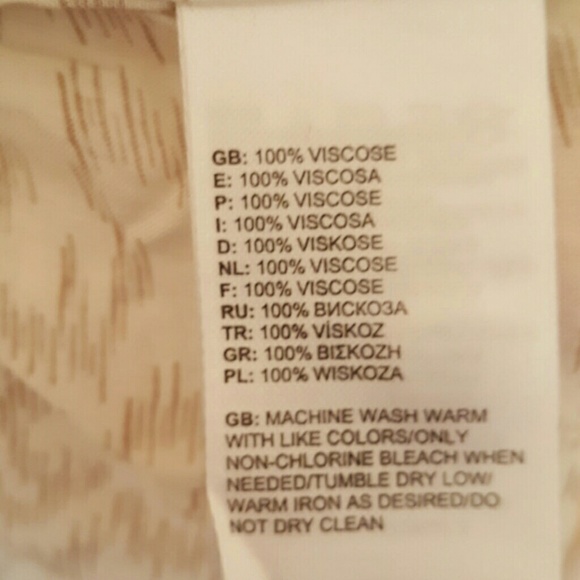 GB: 100% VISCOSE
E: 100% VISCOSA
P: 100% VISCOSE
I: 100% VISCOSA
D: 100% VISKOSE
NL: 100% VISCOSE
F: 100% VISCOSE
RU: 100% ВИСКОЗА
TR: 100% VİSKOZ
GR: 100% ΒΙΣΚΟΖΗ
PL: 100% WISKOZA
GB: MACHINE WASH WARM
WITH LIKE COLORS/ONLY
NON-CHLORINE BLEACH WHEN
NEEDED/TUMBLE DRY LOW/
WARM IRON AS DESIRED/DO
NOT DRY CLEAN